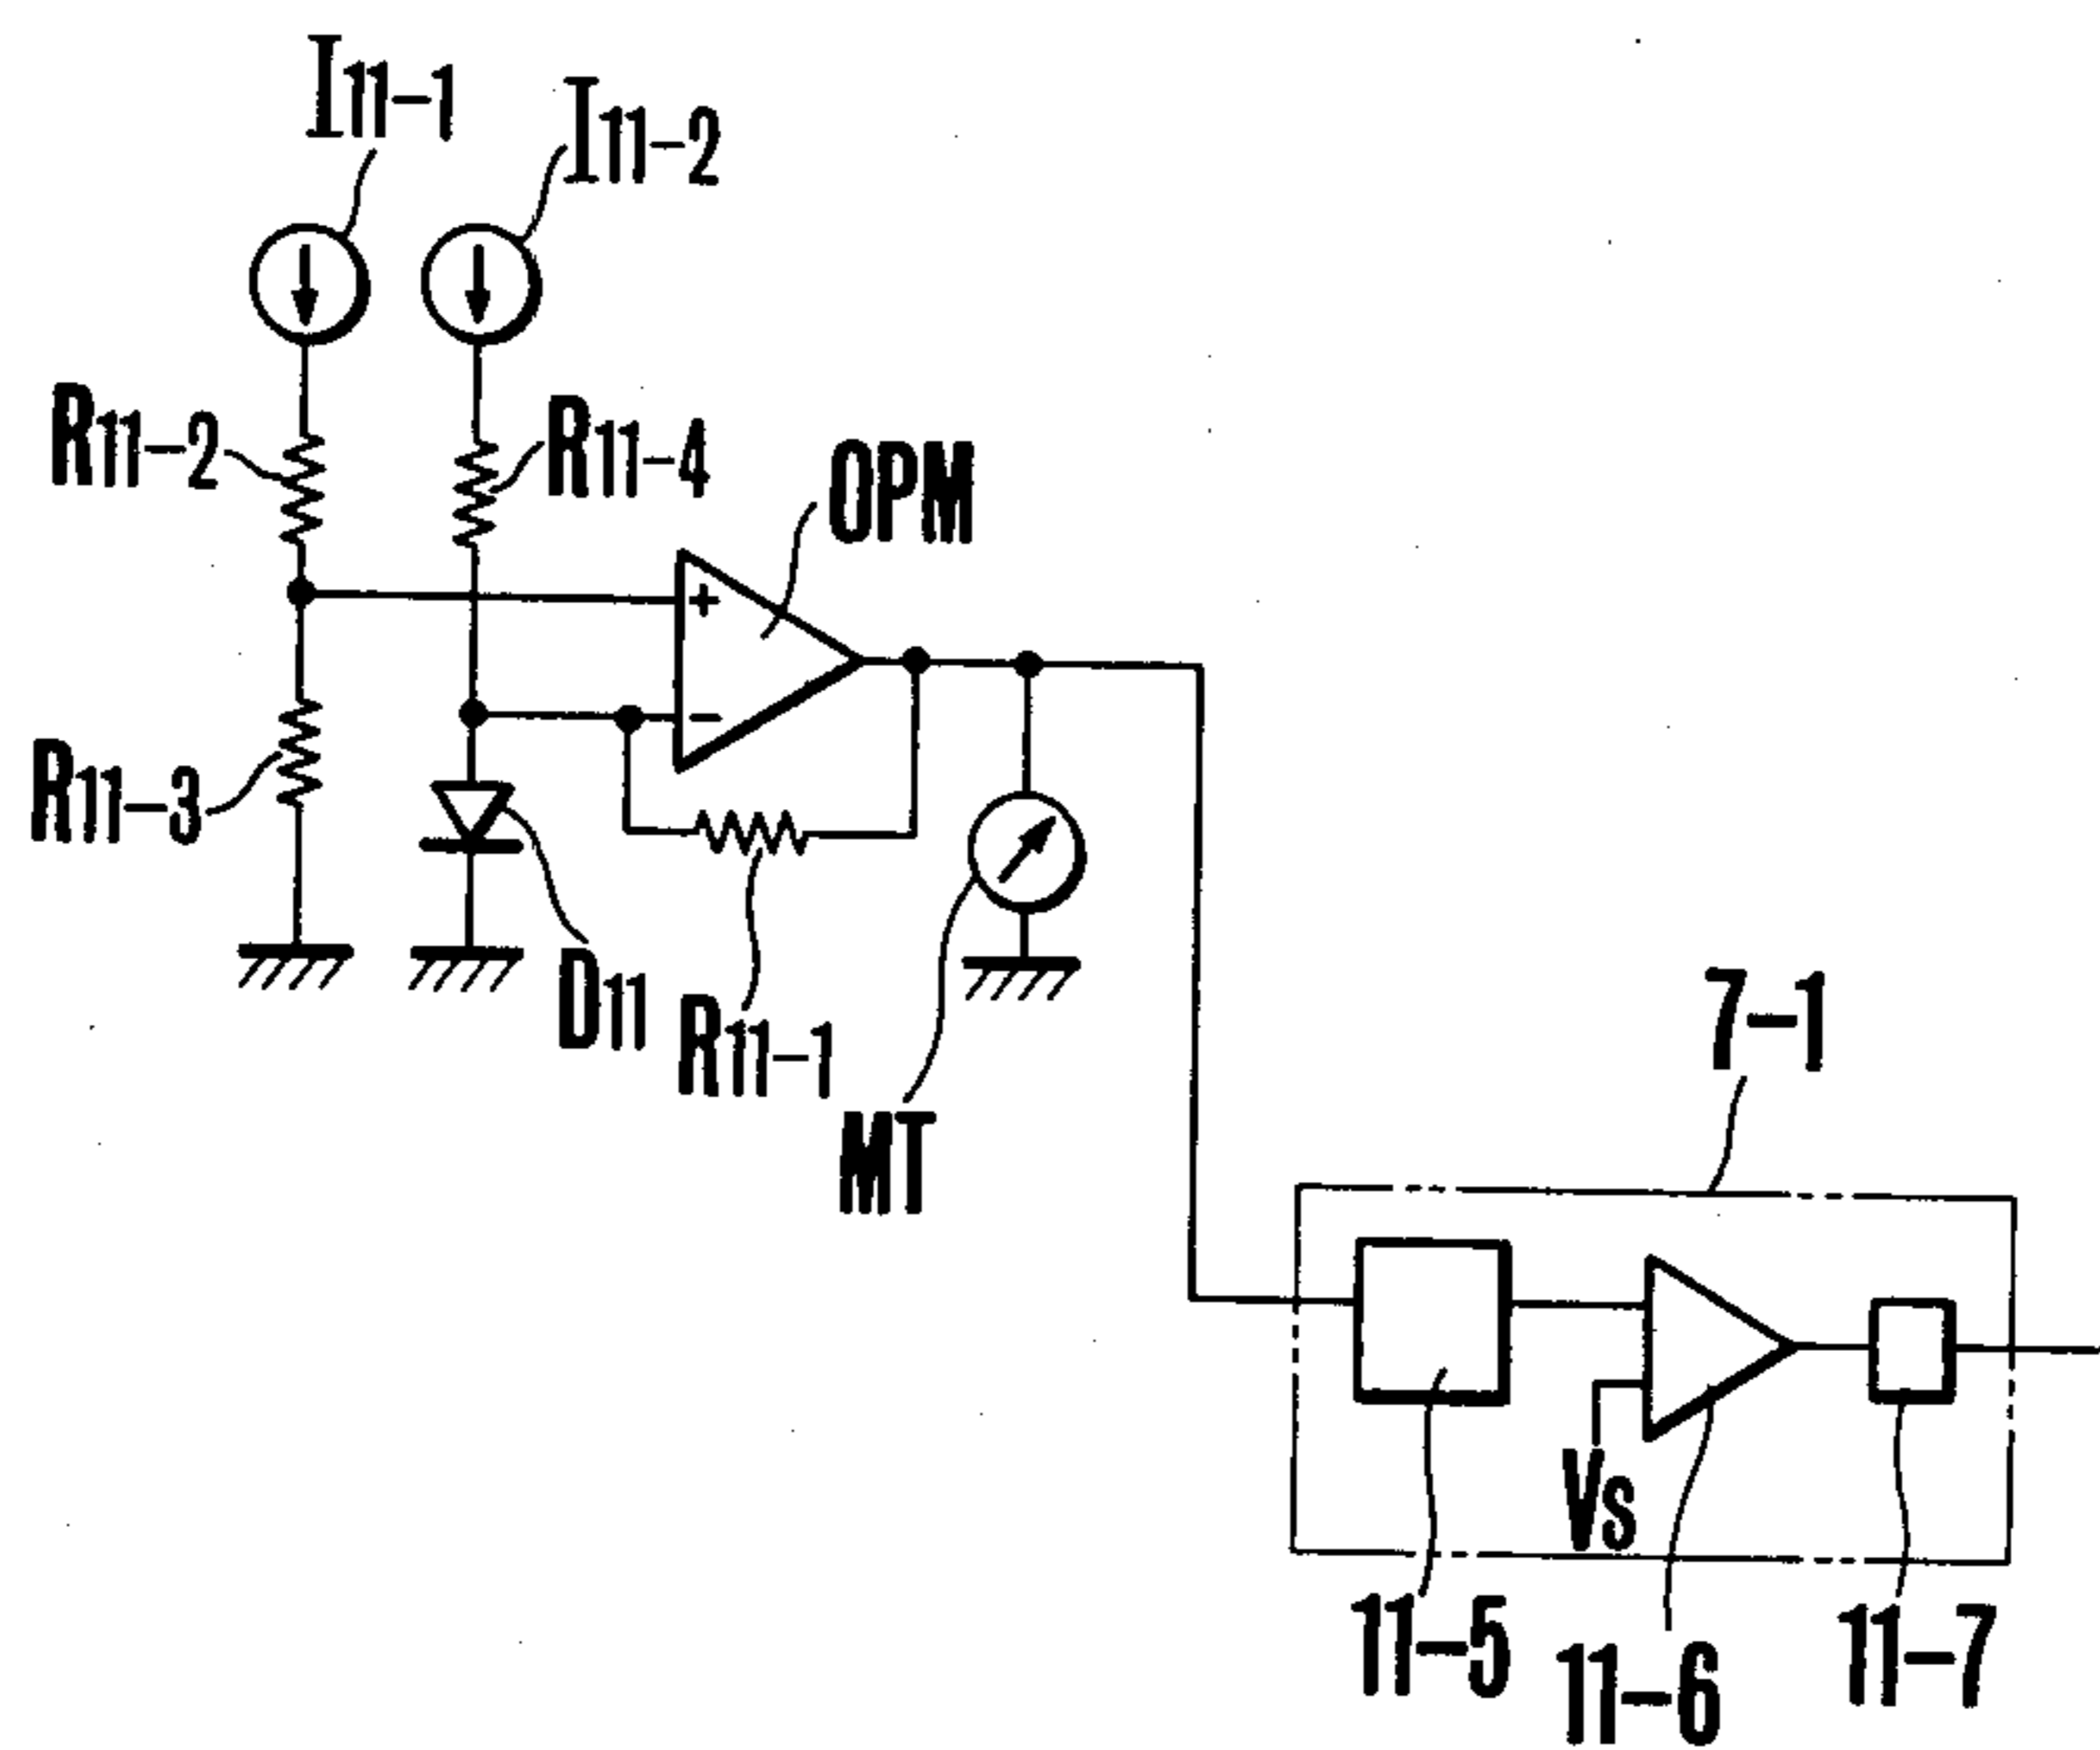 I11-1
I11-2
R11-2
R11-4
OPM
+
−
R11-3
D11
R11-1
MT
7-1
Vs
11-5
11-6
11-7